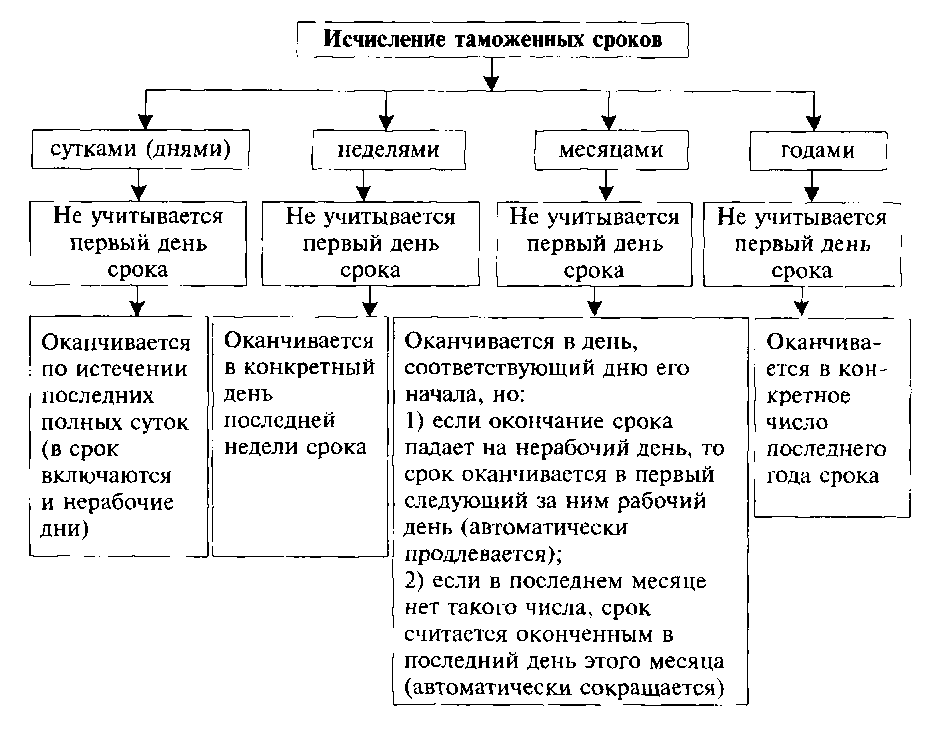 Исчисление таможенных сроков
сутками (днями)
неделями
месяцами
годами
Не учитывается
первый день
срока
Не учитывается
первый день
срока
Не учитывается
первый день
срока
Не учитывается
первый день
срока
Оканчивается
по истечении
последних
полных суток
(в срок
включаются
и нерабочие
дни)
Оканчивается
в конкретный
день
последней
недели срока
Оканчивается в день,
соответствующий дню его
начала, но:
1) если окончание срока
падает на нерабочий день, то
срок оканчивается в первый
следующий за ним рабочий
день (автоматически
продлевается);
2) если в последнем месяце
нет такого числа, срок
считается оконченным в
последний день этого месяца
(автоматически сокращается)
Оканчива-
ется в кон-
кретное
число
последнего
года срока